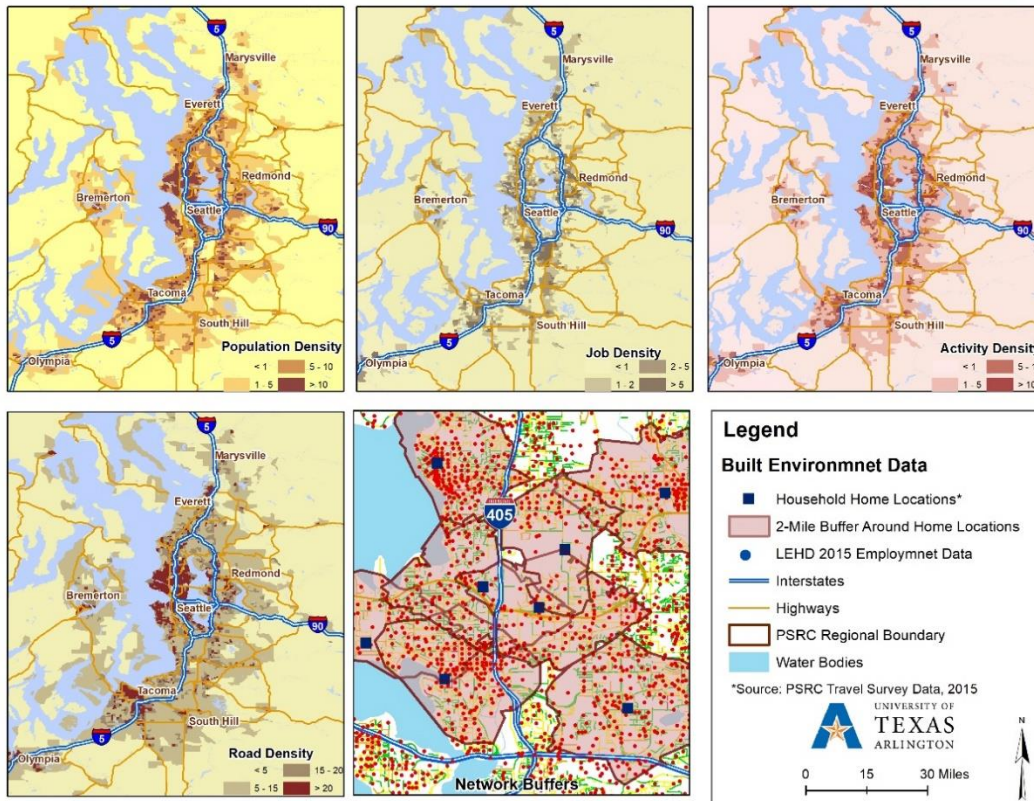 5
Marysville
Everett
Redmond
Bremerton
Seattle
90
Tacoma
South Hill
5
Olympia
Population Density
< 1 5 - 10
1 - 5 > 10
5
Marysville
Everett
Redmond
Bremerton
Seattle
90
Tacoma
South Hill
5
Olympia
Job Density
< 1 2 - 5
1 - 2 > 5
5
Marysville
Everett
Redmond
Bremerton
Seattle
90
Tacoma
South Hill
5
Olympia
Activity Density
< 1 5 - 1
1 - 5 > 10
5
Marysville
Everett
Redmond
Bremerton
Seattle
90
Tacoma
South Hill
5
Olympia
Road Density
< 5 15 - 20
5 - 15 > 20
405
Network Buffers
Legend
Built Environmnet Data
Household Home Locations*
2-Mile Buffer Around Home Locations
LEHD 2015 Employmnet Data
Interstates
Highways
PSRC Regional Boundary
Water Bodies
*Source: PSRC Travel Survey Data, 2015
UNIVERSITY OF
TEXAS
ARLINGTON
N
0 15 30 Miles